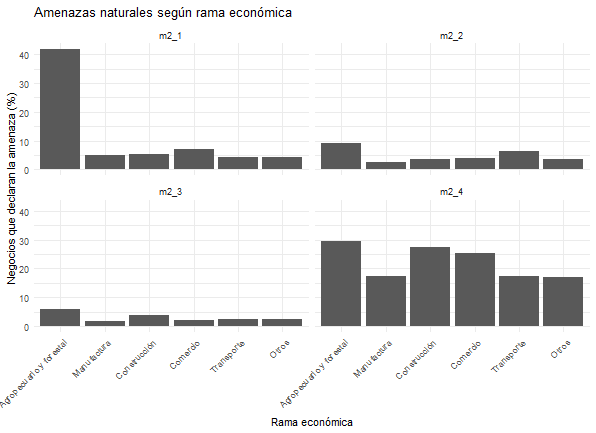 Amenazas naturales según rama económica
m2_1 m2_2
40
30
20
10
0
m2_3 m2_4
40
30
20
10
0
Negocios que declaran la amenaza (%)
Agropecuario y forestal Manufactura Construcción Comercio Transporte Otros Agropecuario y forestal Manufactura Construcción Comercio Transporte Otros
Rama económica